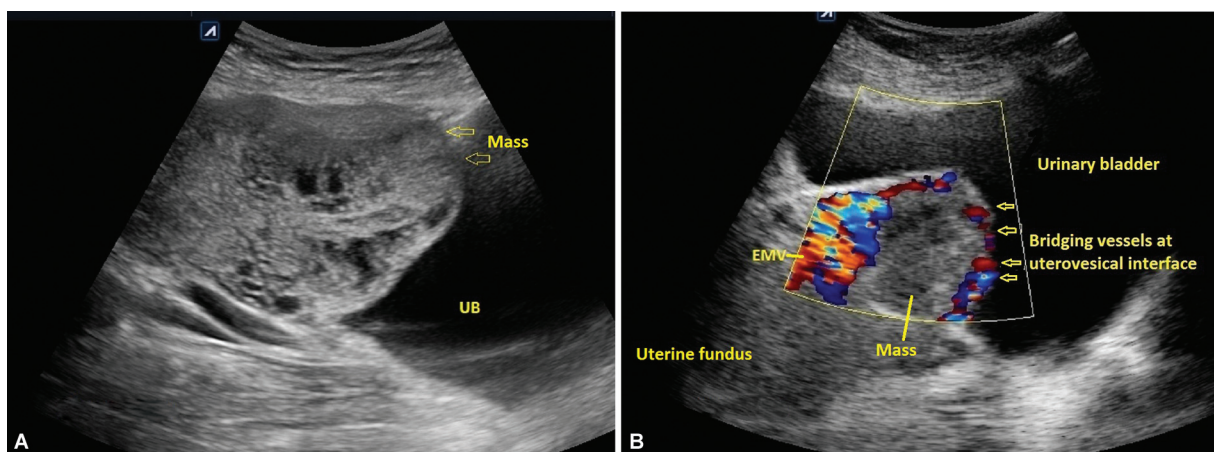 Mass
UB
A
Urinary bladder
EMV
Bridging vessels at
uterovesical interface
Mass
Uterine fundus
B